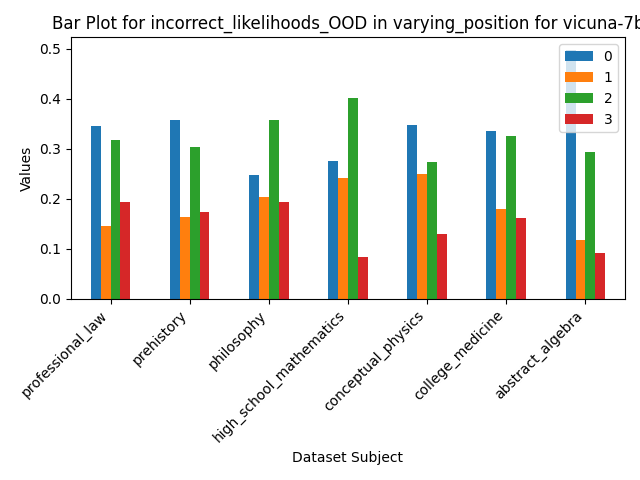 Bar Plot for incorrect_likelihoods_OOD in varying_position for vicuna-7b
0.5
0.4
0.3
0.2
0.1
0.0
Values
0
1
2
3
professional_law
prehistory
philosophy
high_school_mathematics
conceptual_physics
college_medicine
abstract_algebra
Dataset Subject